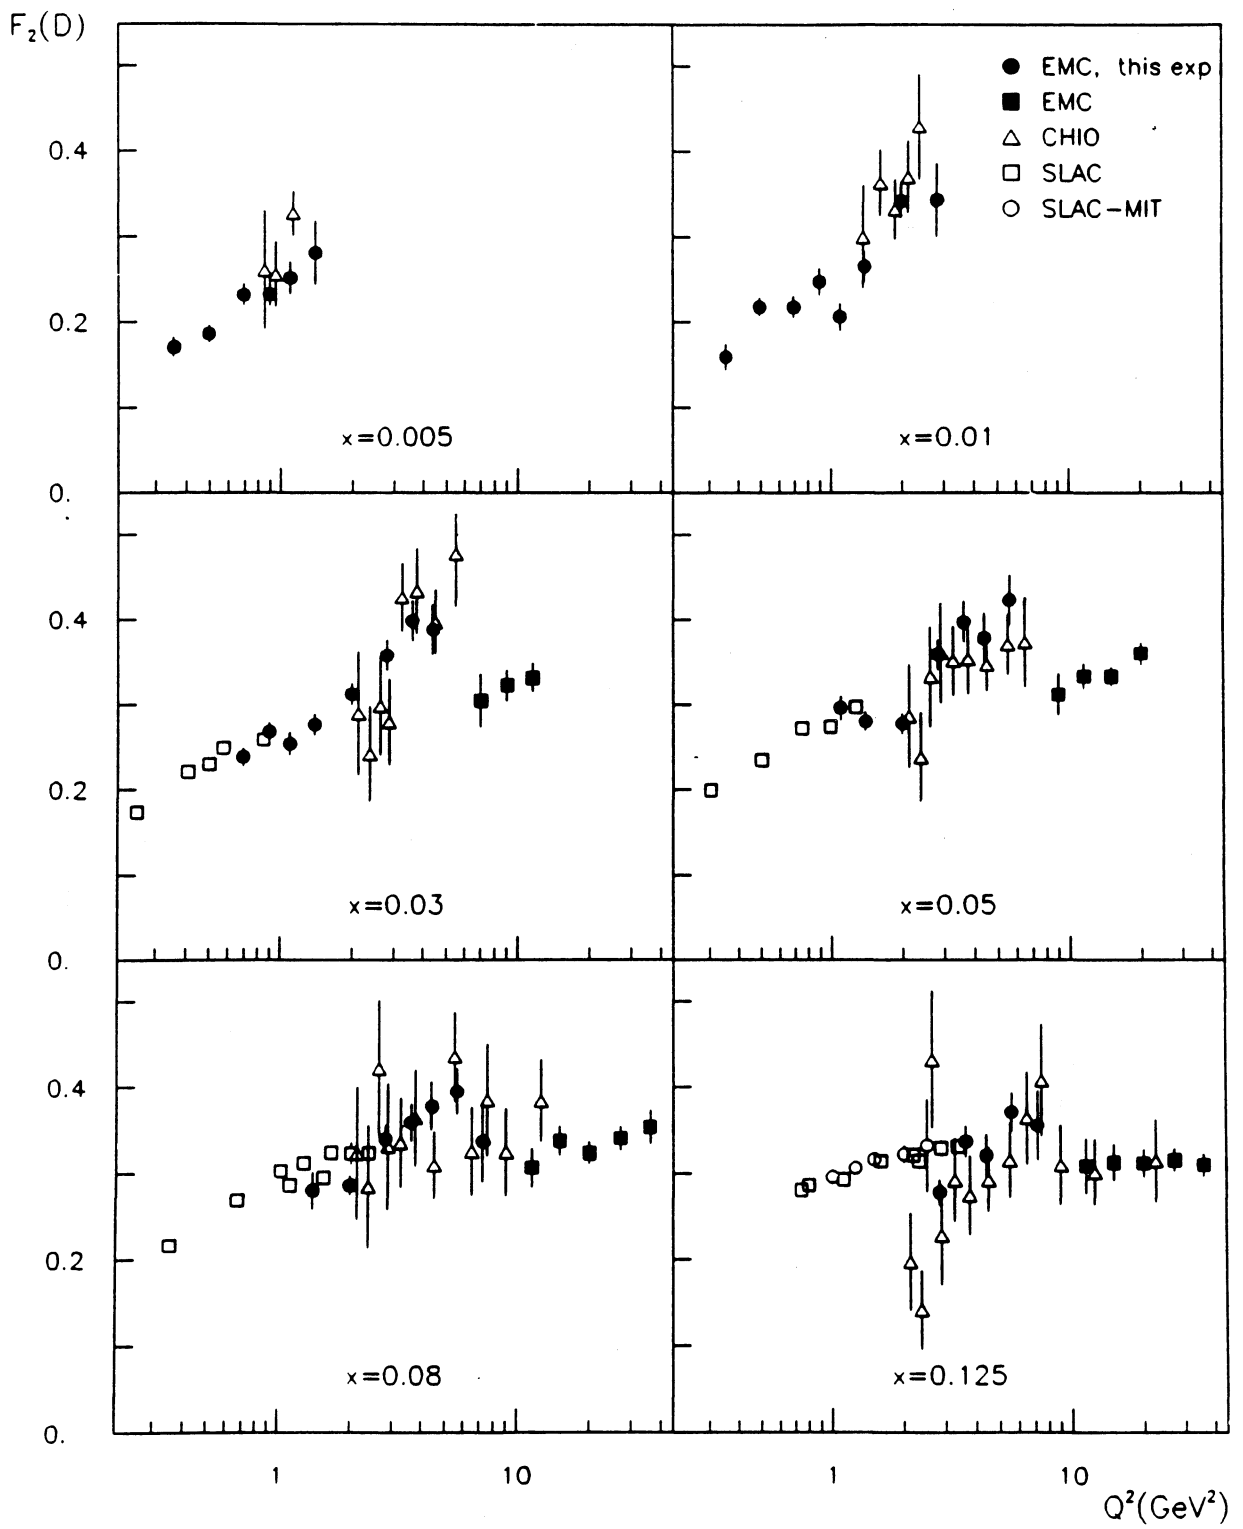 F₂(D)
EMC, this exp
EMC
CHIO
SLAC
SLAC-MIT
0.4
0.2
x=0.005
x=0.01
0.
0.4
0.2
x=0.03
x=0.05
0.
0.4
0.2
x=0.08
x=0.125
0.
1
10
1
10
Q²(GeV²)